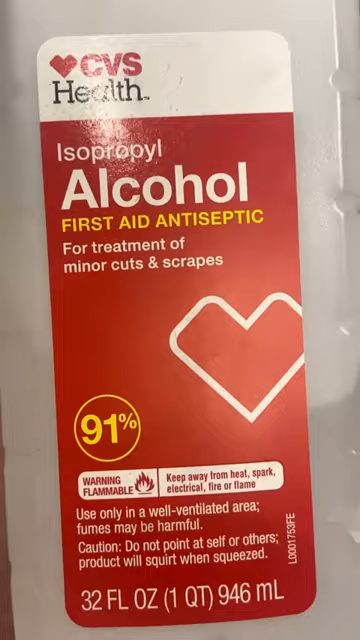 CVS
Health™
Isopropyl
Alcohol
FIRST AID ANTISEPTIC
For treatment of
minor cuts & scrapes
91%
WARNING
FLAMMABLE
Keep away from heat, spark,
electrical, fire or flame
Use only in a well-ventilated area;
fumes may be harmful.
Caution: Do not point at self or others;
product will squirt when squeezed.
L0001753FE
32 FL OZ (1 QT) 946 mL